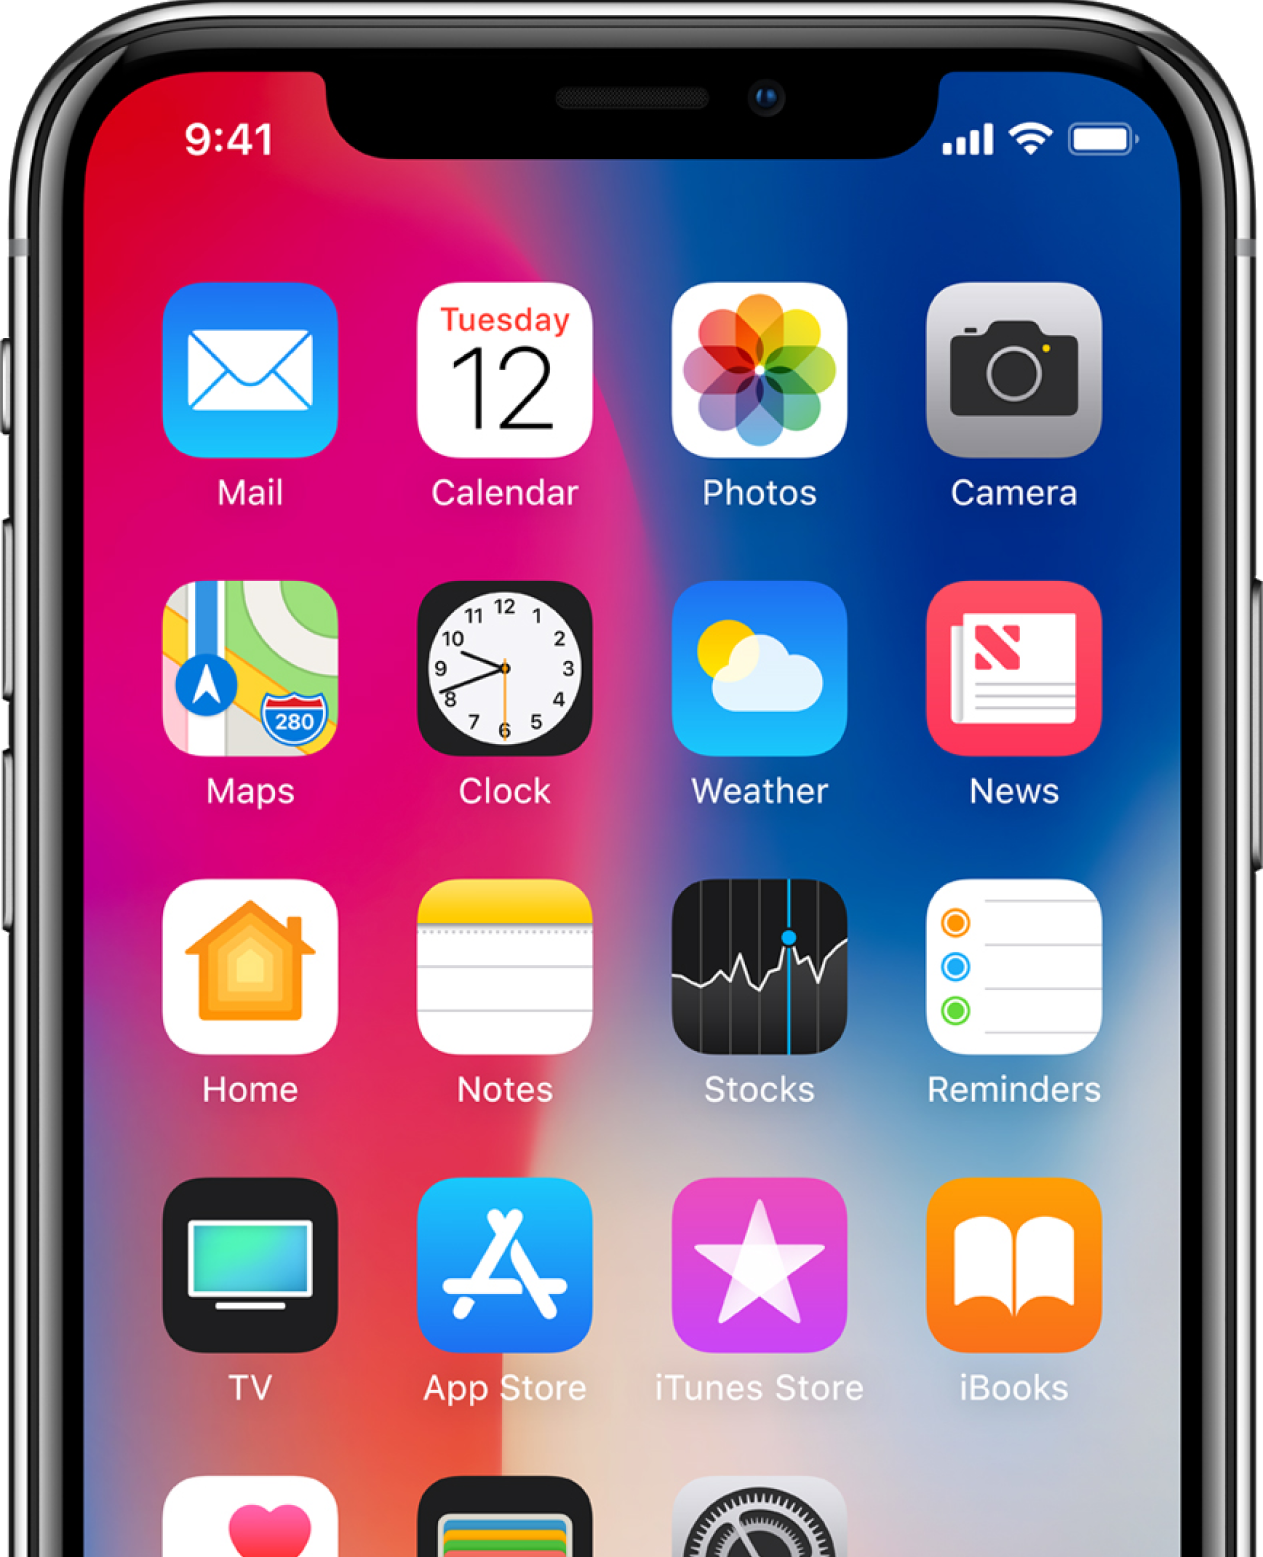 9:41
Tuesday
12
Mail
Calendar
Photos
Camera
280
12
11
1
10
2
9
3
8
4
7
5
6
Maps
Clock
Weather
News
Home
Notes
Stocks
Reminders
TV
App Store
iTunes Store
iBooks